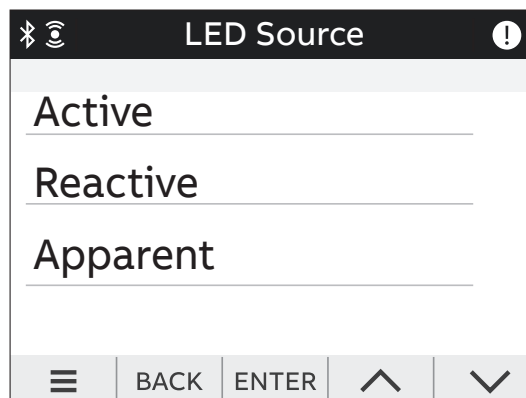 LED Source
Active
Reactive
Apparent
BACK ENTER